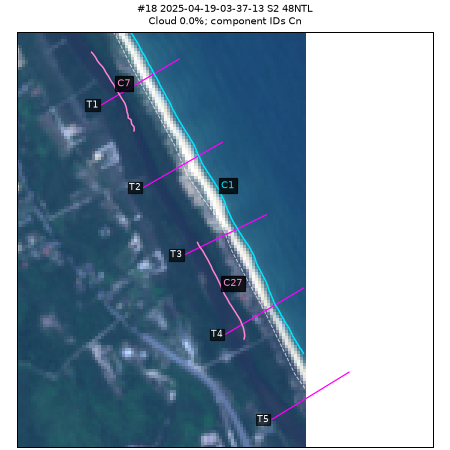 #18 2025-04-19-03-37-13 S2 48NTL
Cloud 0.0%; component IDs Cn
C7
T1
T2
C1
T3
C27
T4
T5